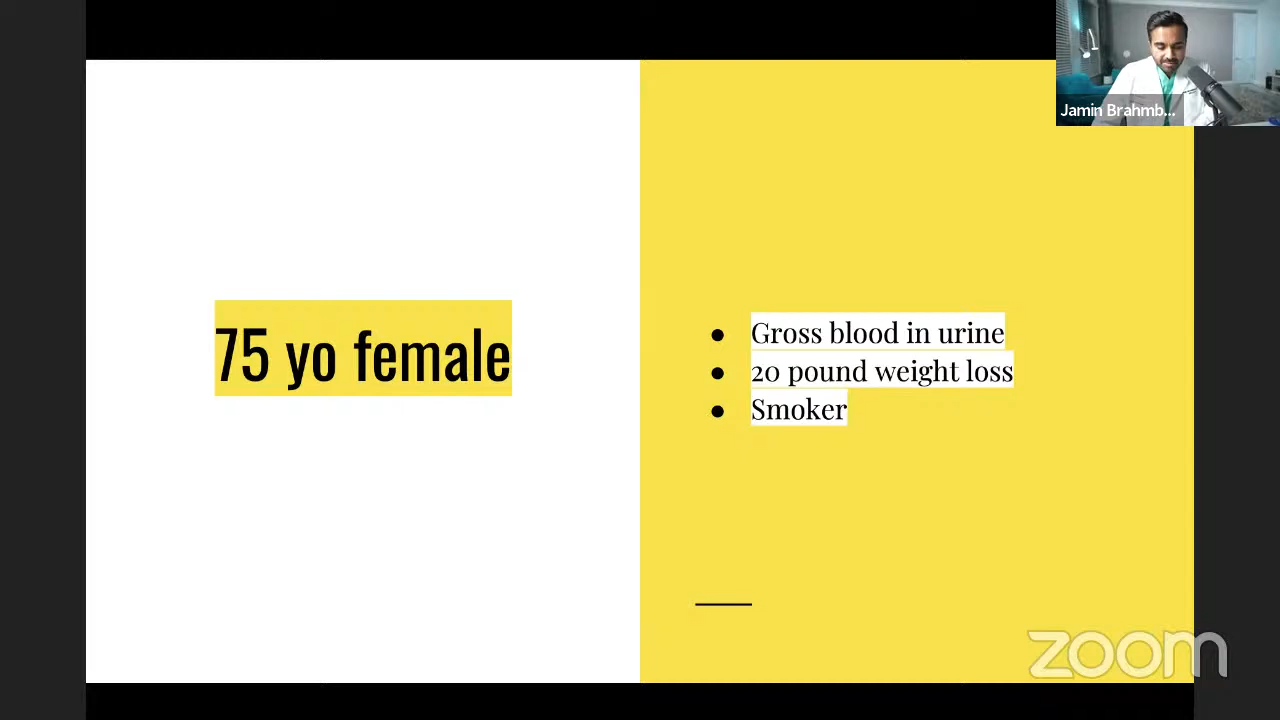 Jamin Brahmb...
75 yo female
● Gross blood in urine
● 20 pound weight loss
● Smoker
zoom